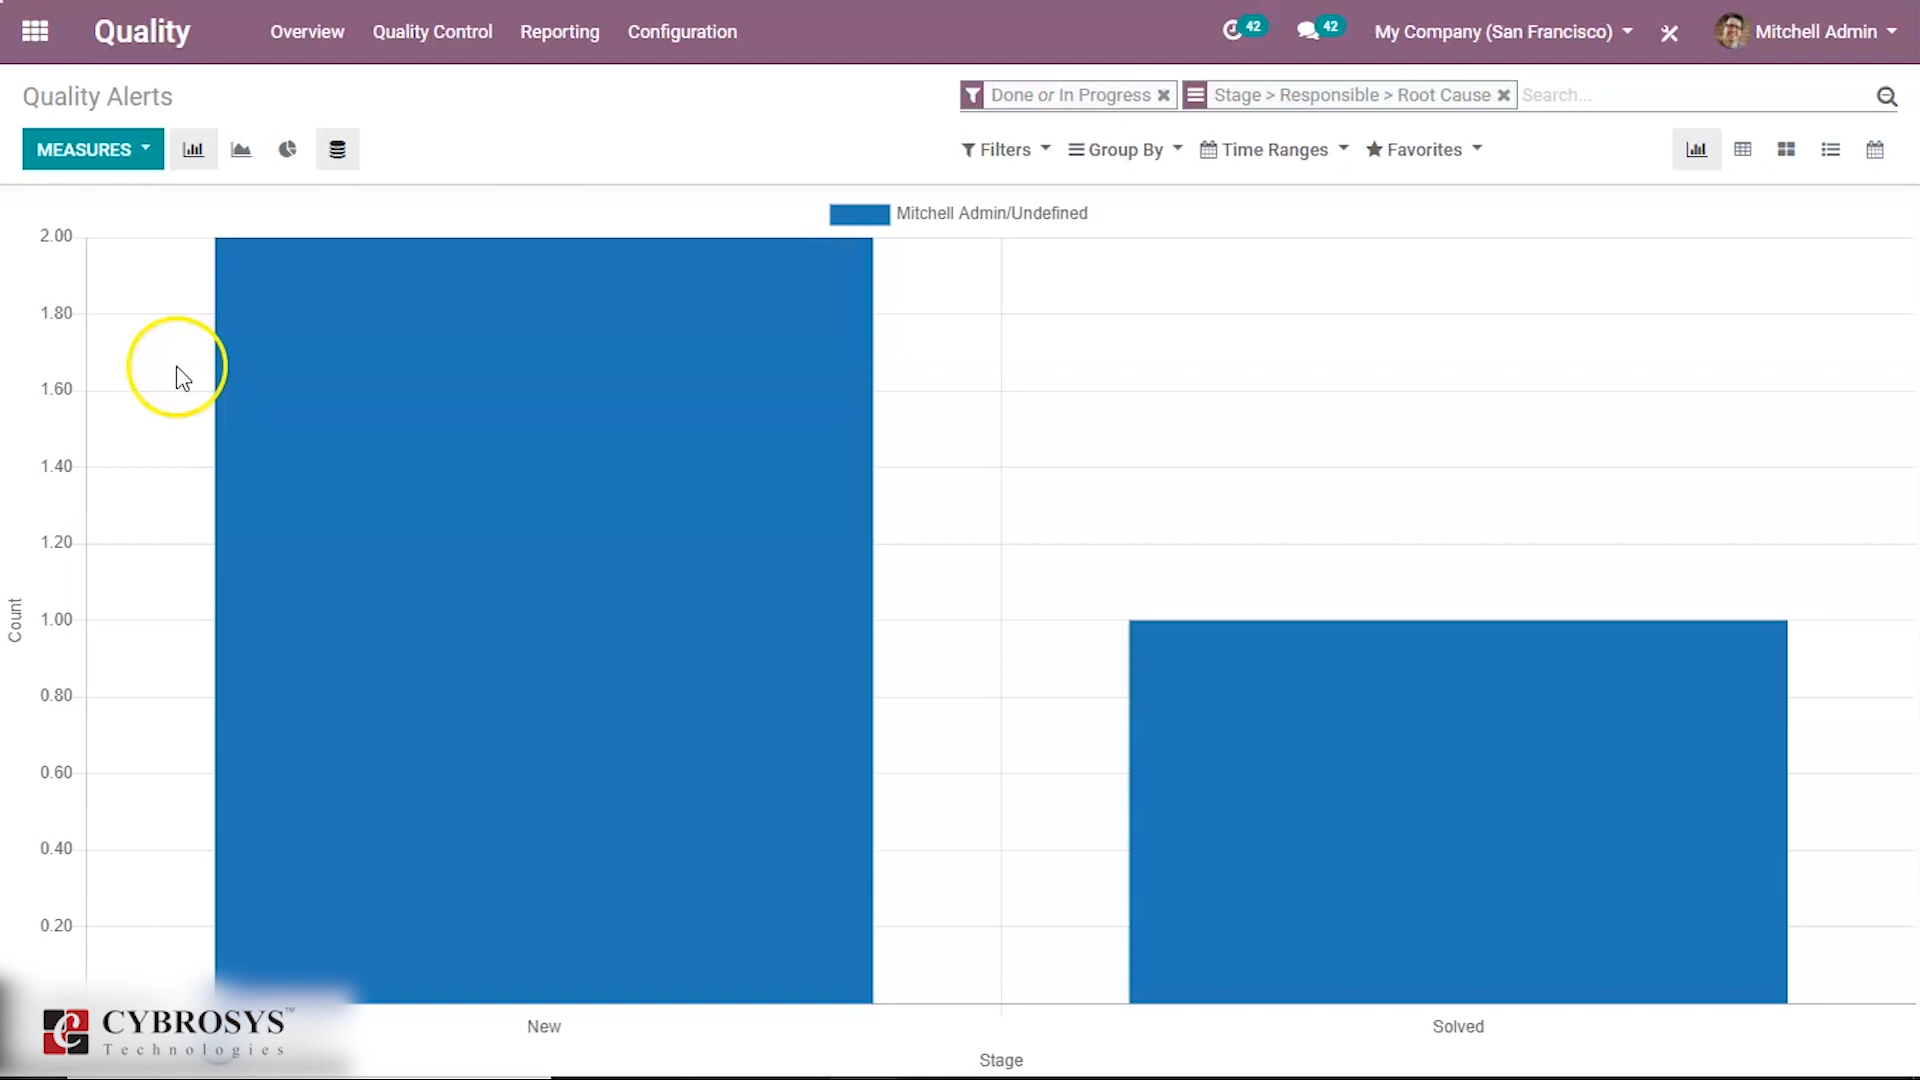 Quality
Overview
Quality Control
Reporting
Configuration
42
42
My Company (San Francisco)
Mitchell Admin
Quality Alerts
Done or In Progress
Stage > Responsible > Root Cause
Search...
MEASURES
Filters
Group By
Time Ranges
Favorites
Mitchell Admin/Undefined
2.00
1.80
1.60
1.40
1.20
1.00
0.80
0.60
0.40
0.20
Count
New
Solved
Stage
CYBROSYS™
Technologies